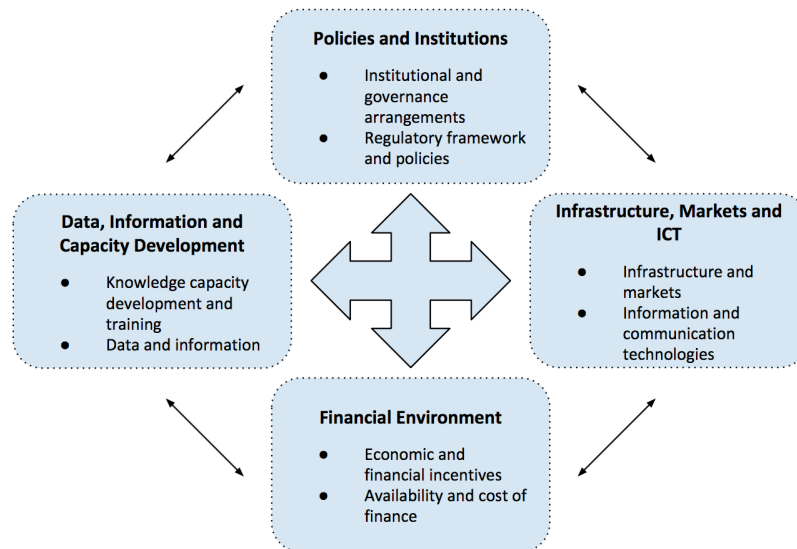 Policies and Institutions
● Institutional and
governance
arrangements
● Regulatory framework
and policies
Data, Information and
Capacity Development
● Knowledge capacity
development and
training
● Data and information
Infrastructure, Markets and
ICT
● Infrastructure and
markets
● Information and
communication
technologies
Financial Environment
● Economic and
financial incentives
● Availability and cost of
finance